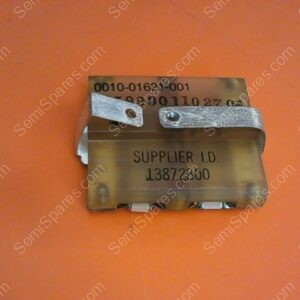 0010-01621-001
SUPPLIER I.D.
13872800
SemiSpares.com